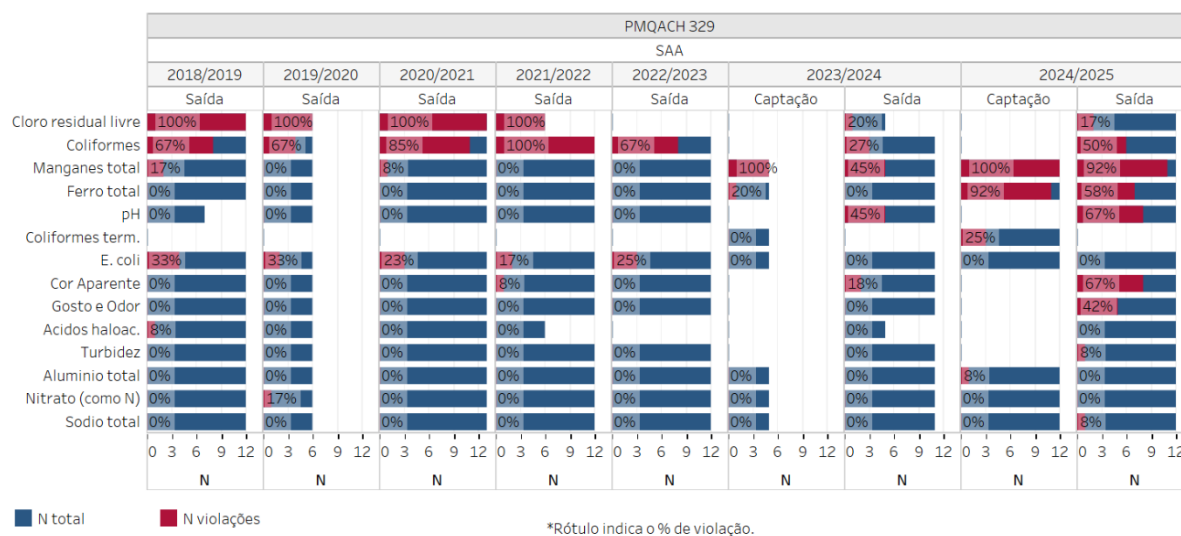 PMQACH 329
SAA
2018/2019 2019/2020 2020/2021 2021/2022 2022/2023 2023/2024 2024/2025
Saída Saída Saída Saída Saída Captação Saída Captação Saída
Cloro residual livre 100% 100% 100% 100% 20% 17%
Coliformes 67% 67% 85% 100% 67% 27% 50%
Manganes total 17% 0% 8% 0% 0% 100% 45% 100% 92%
Ferro total 0% 0% 0% 0% 0% 20% 0% 92% 58%
pH 0% 0% 0% 0% 0% 45% 67%
Coliformes term. 0% 25%
E. coli 33% 33% 23% 17% 25% 0% 0% 0% 0%
Cor Aparente 0% 0% 0% 8% 0% 18% 67%
Gosto e Odor 0% 0% 0% 0% 0% 0% 42%
Acidos haloac. 8% 0% 0% 0% 0% 0%
Turbidez 0% 0% 0% 0% 0% 0% 8%
Aluminio total 0% 0% 0% 0% 0% 0% 0% 8% 0%
Nitrato (como N) 0% 17% 0% 0% 0% 0% 0% 0% 0%
Sodio total 0% 0% 0% 0% 0% 0% 0% 0% 8%
0 3 6 9 12 0 3 6 9 12 0 3 6 9 12 0 3 6 9 12 0 3 6 9 12 0 3 6 9 12 0 3 6 9 12 0 3 6 9 12 0 3 6 9 12
N N N N N N N N N
N total N violações
*Rótulo indica o % de violação.